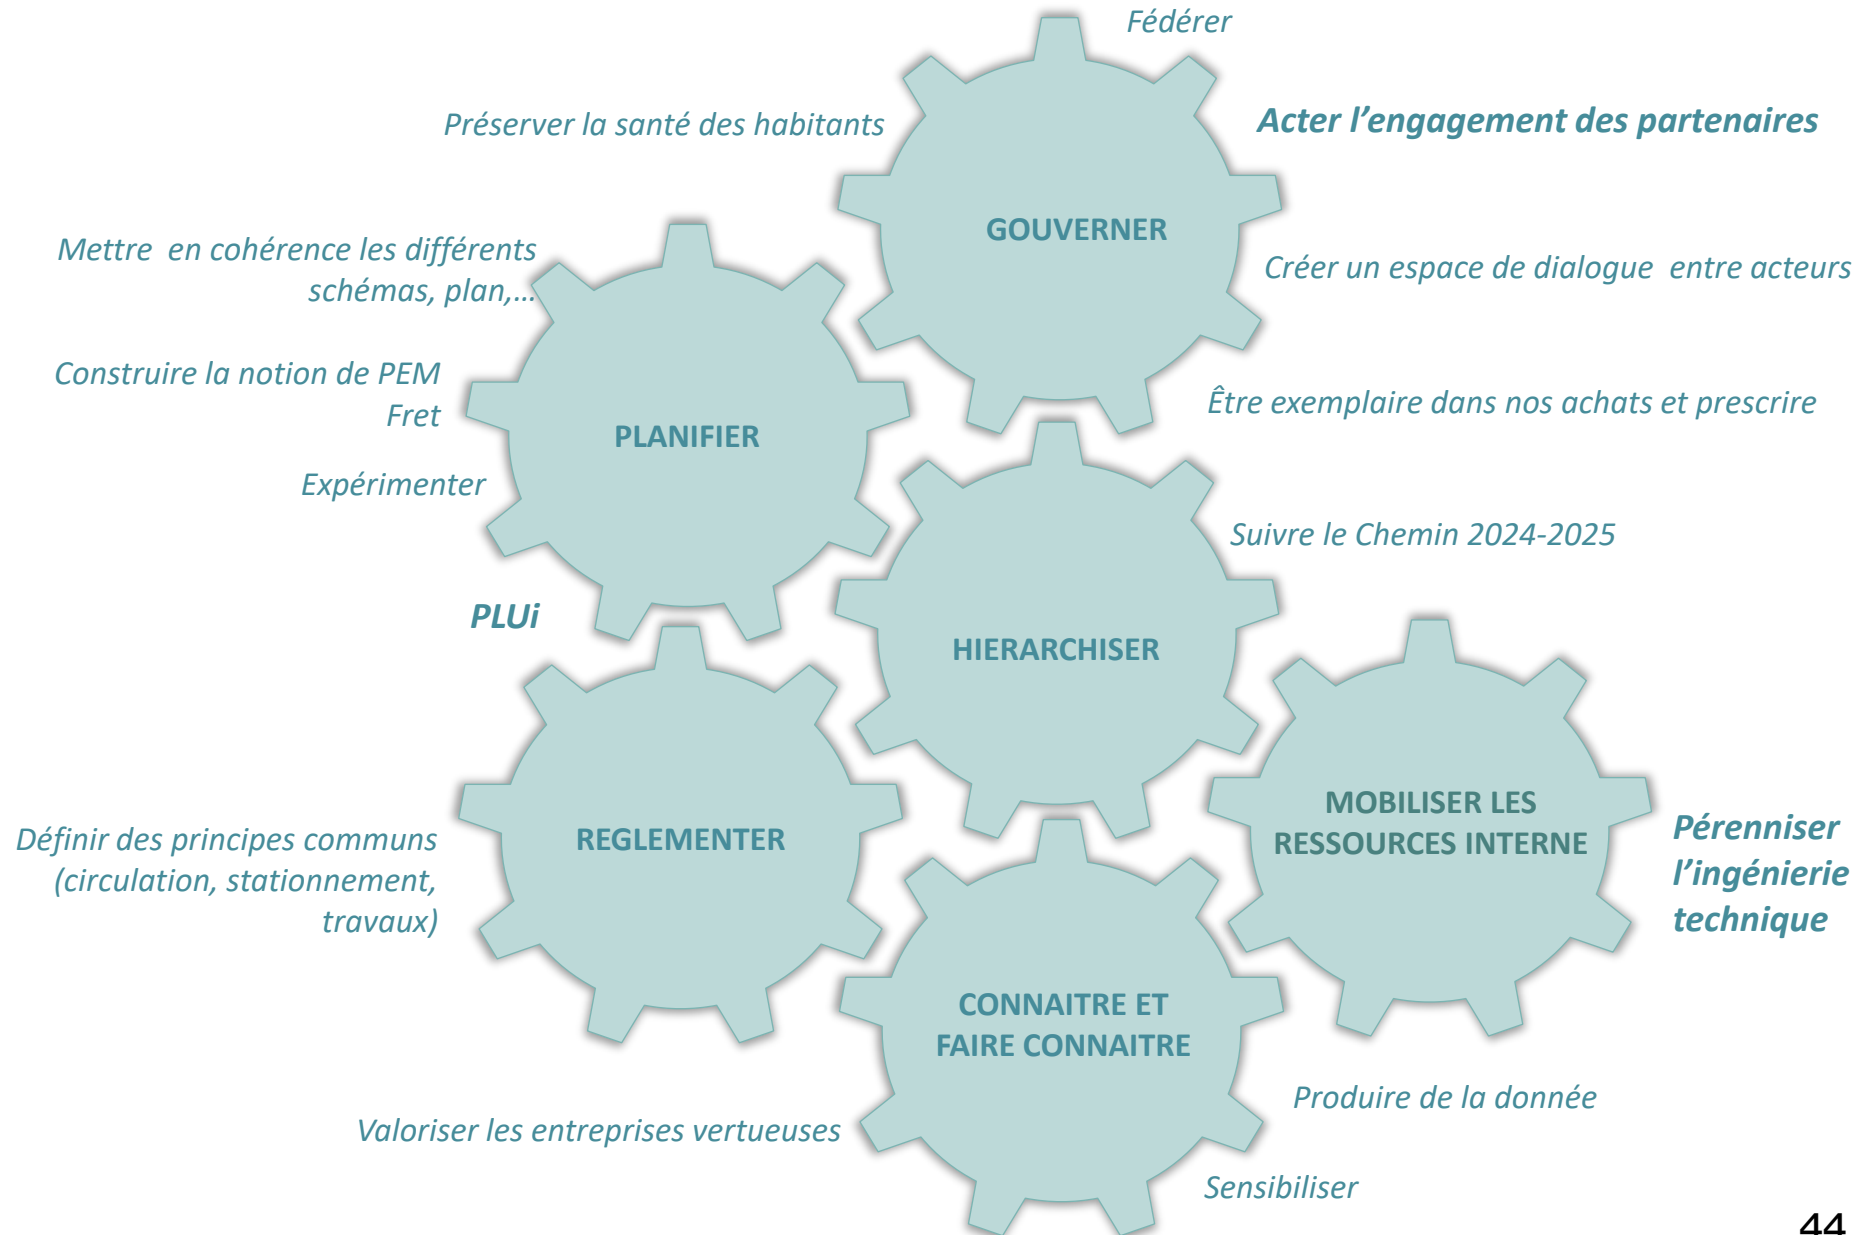 Fédérer
Préserver la santé des habitants
Acter l’engagement des partenaires
GOUVERNER
Mettre  en cohérence les différents
schémas, plan,…
Créer un espace de dialogue  entre acteurs
Construire la notion de PEM
Fret
Être exemplaire dans nos achats et prescrire
PLANIFIER
Expérimenter
Suivre le Chemin 2024-2025
PLUi
HIERARCHISER
MOBILISER LES
RESSOURCES INTERNE
Pérenniser
l’ingénierie
technique
REGLEMENTER
Définir des principes communs
(circulation, stationnement,
travaux)
CONNAITRE ET
FAIRE CONNAITRE
Produire de la donnée
Valoriser les entreprises vertueuses
Sensibiliser
44